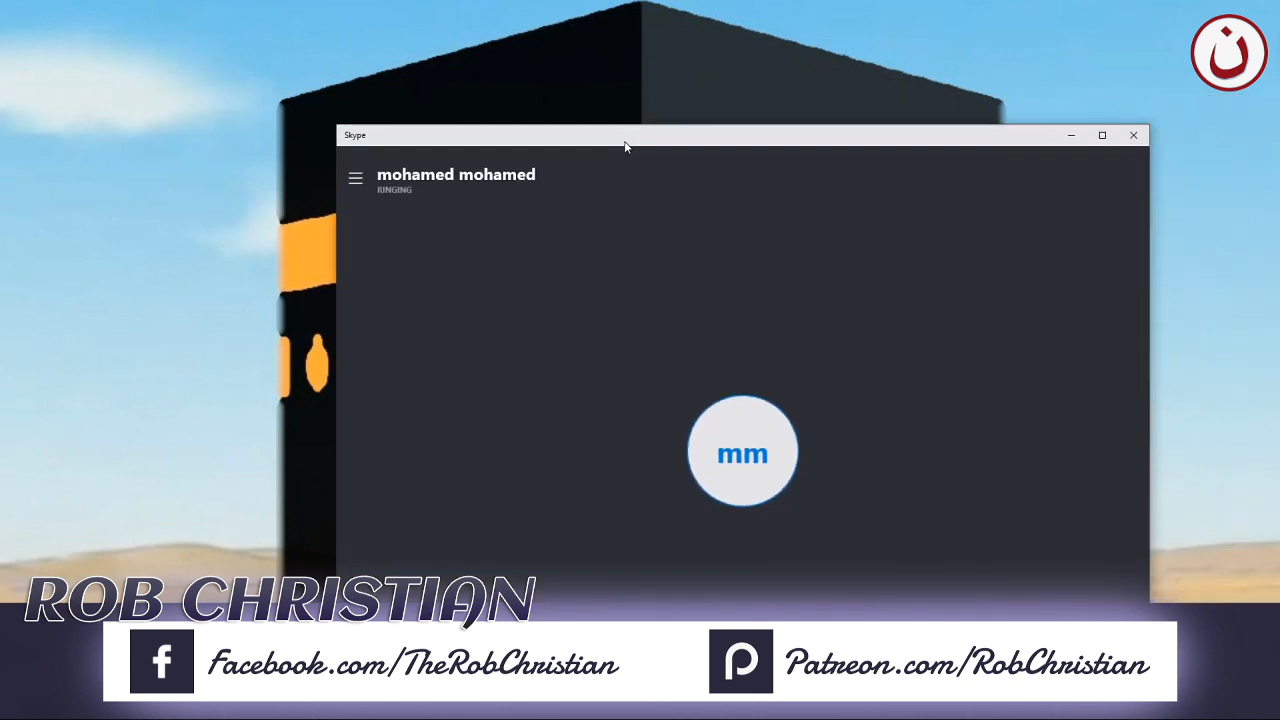 ن
Skype
mohamed mohamed
RINGING
mm
ROB CHRISTIAN
Facebook.com/TheRobChristian
Patreon.com/RobChristian